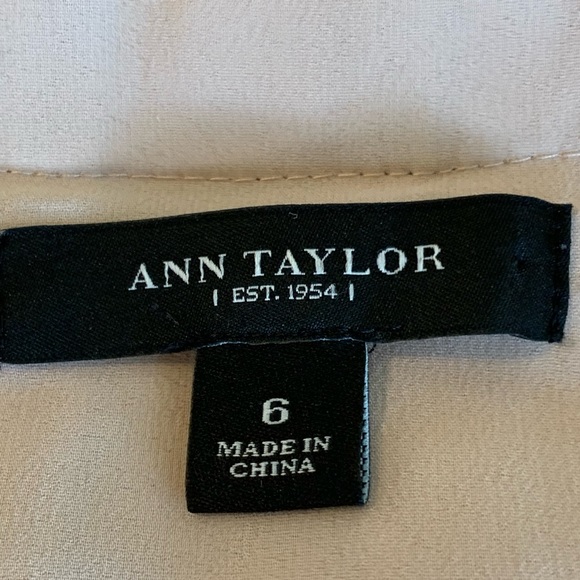 ANN TAYLOR
| EST. 1954 |
6
MADE IN
CHINA